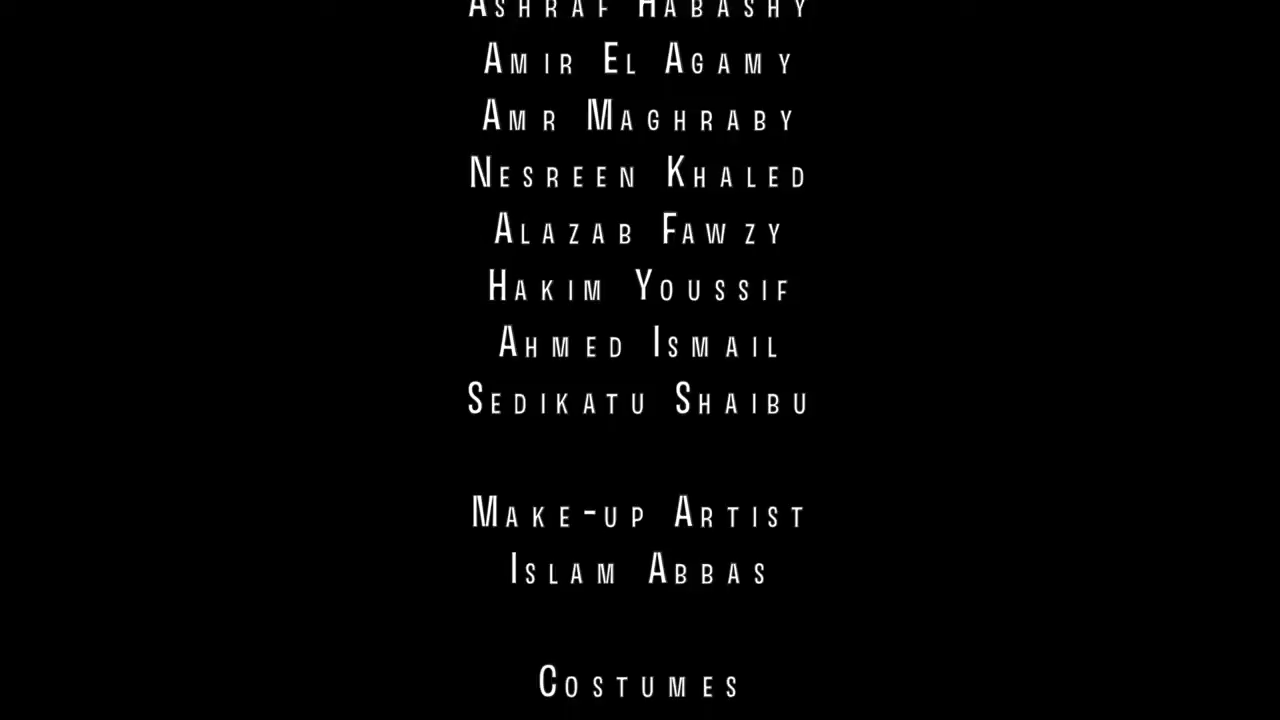 Ashraf Habashy
Amir El Agamy
Amr Maghraby
Nesreen Khaled
Alazab Fawzy
Hakim Youssif
Ahmed Ismail
Sedikatu Shaibu
Make-up Artist
Islam Abbas
Costumes